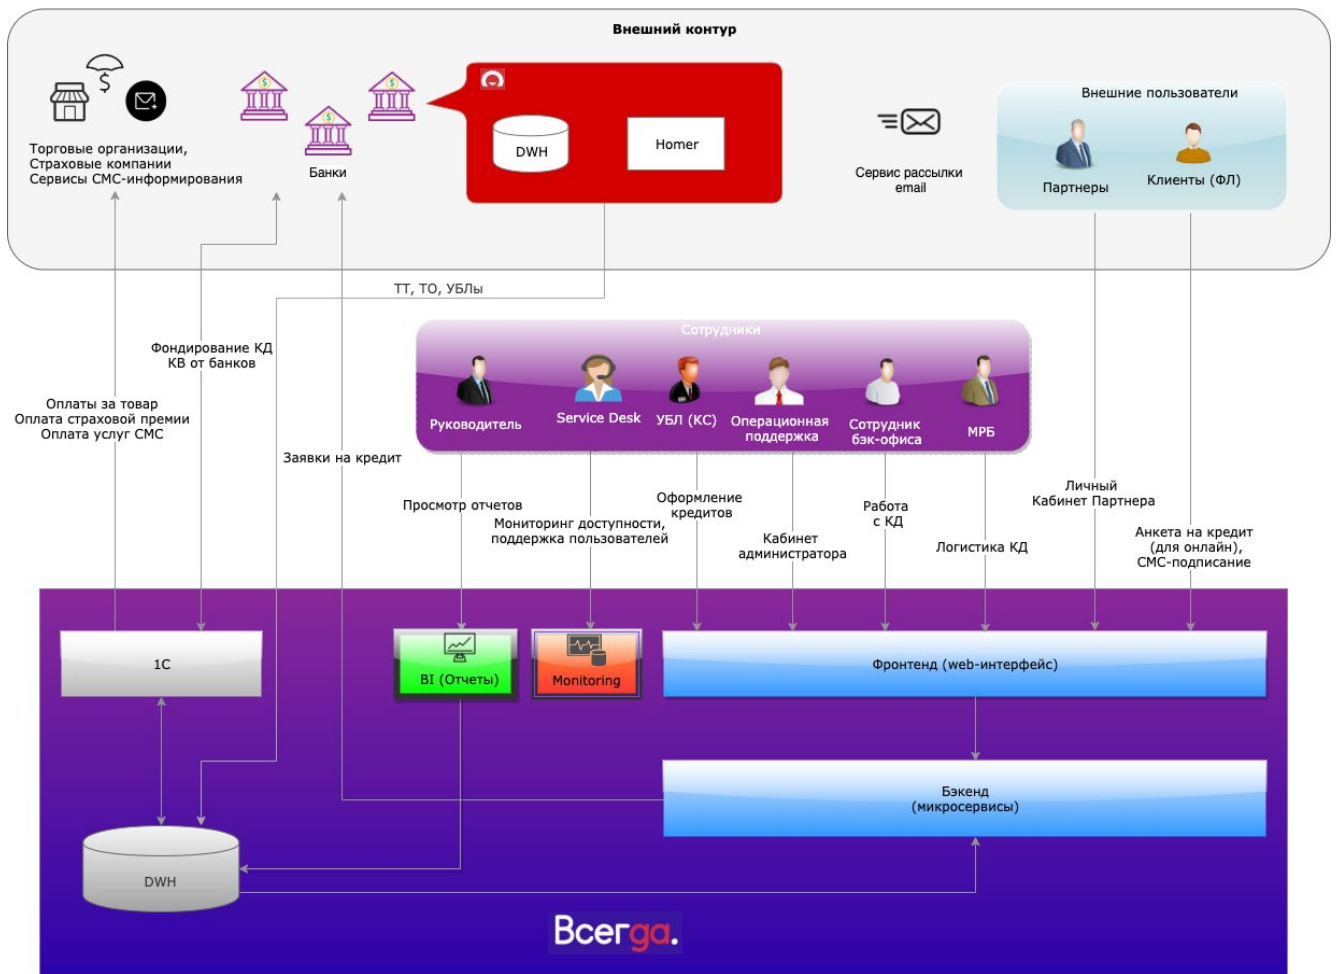 Внешний контур
Торговые организации,
Страховые компании
Сервисы СМС-информирования
Банки
DWH
Homer
Сервис рассылки
email
Внешние пользователи
Партнеры
Клиенты (ФЛ)
ТТ, ТО, УБЛы
Фондирование КД
КВ от банков
Оплаты за товар
Оплата страховой премии
Оплата услуг СМС
Заявки на кредит
Сотрудники
Руководитель
Service Desk
УБЛ (КС)
Операционная
поддержка
Сотрудник
бэк-офиса
МРБ
Просмотр отчетов
Мониторинг доступности,
поддержка пользователей
Оформление
кредитов
Кабинет
администратора
Работа
с КД
Логистика КД
Личный
Кабинет Партнера
Анкета на кредит
(для онлайн),
СМС-подписание
1С
BI (Отчеты)
Monitoring
Фронтенд (web-интерфейс)
Бэкенд
(микросервисы)
DWH
Всегда.